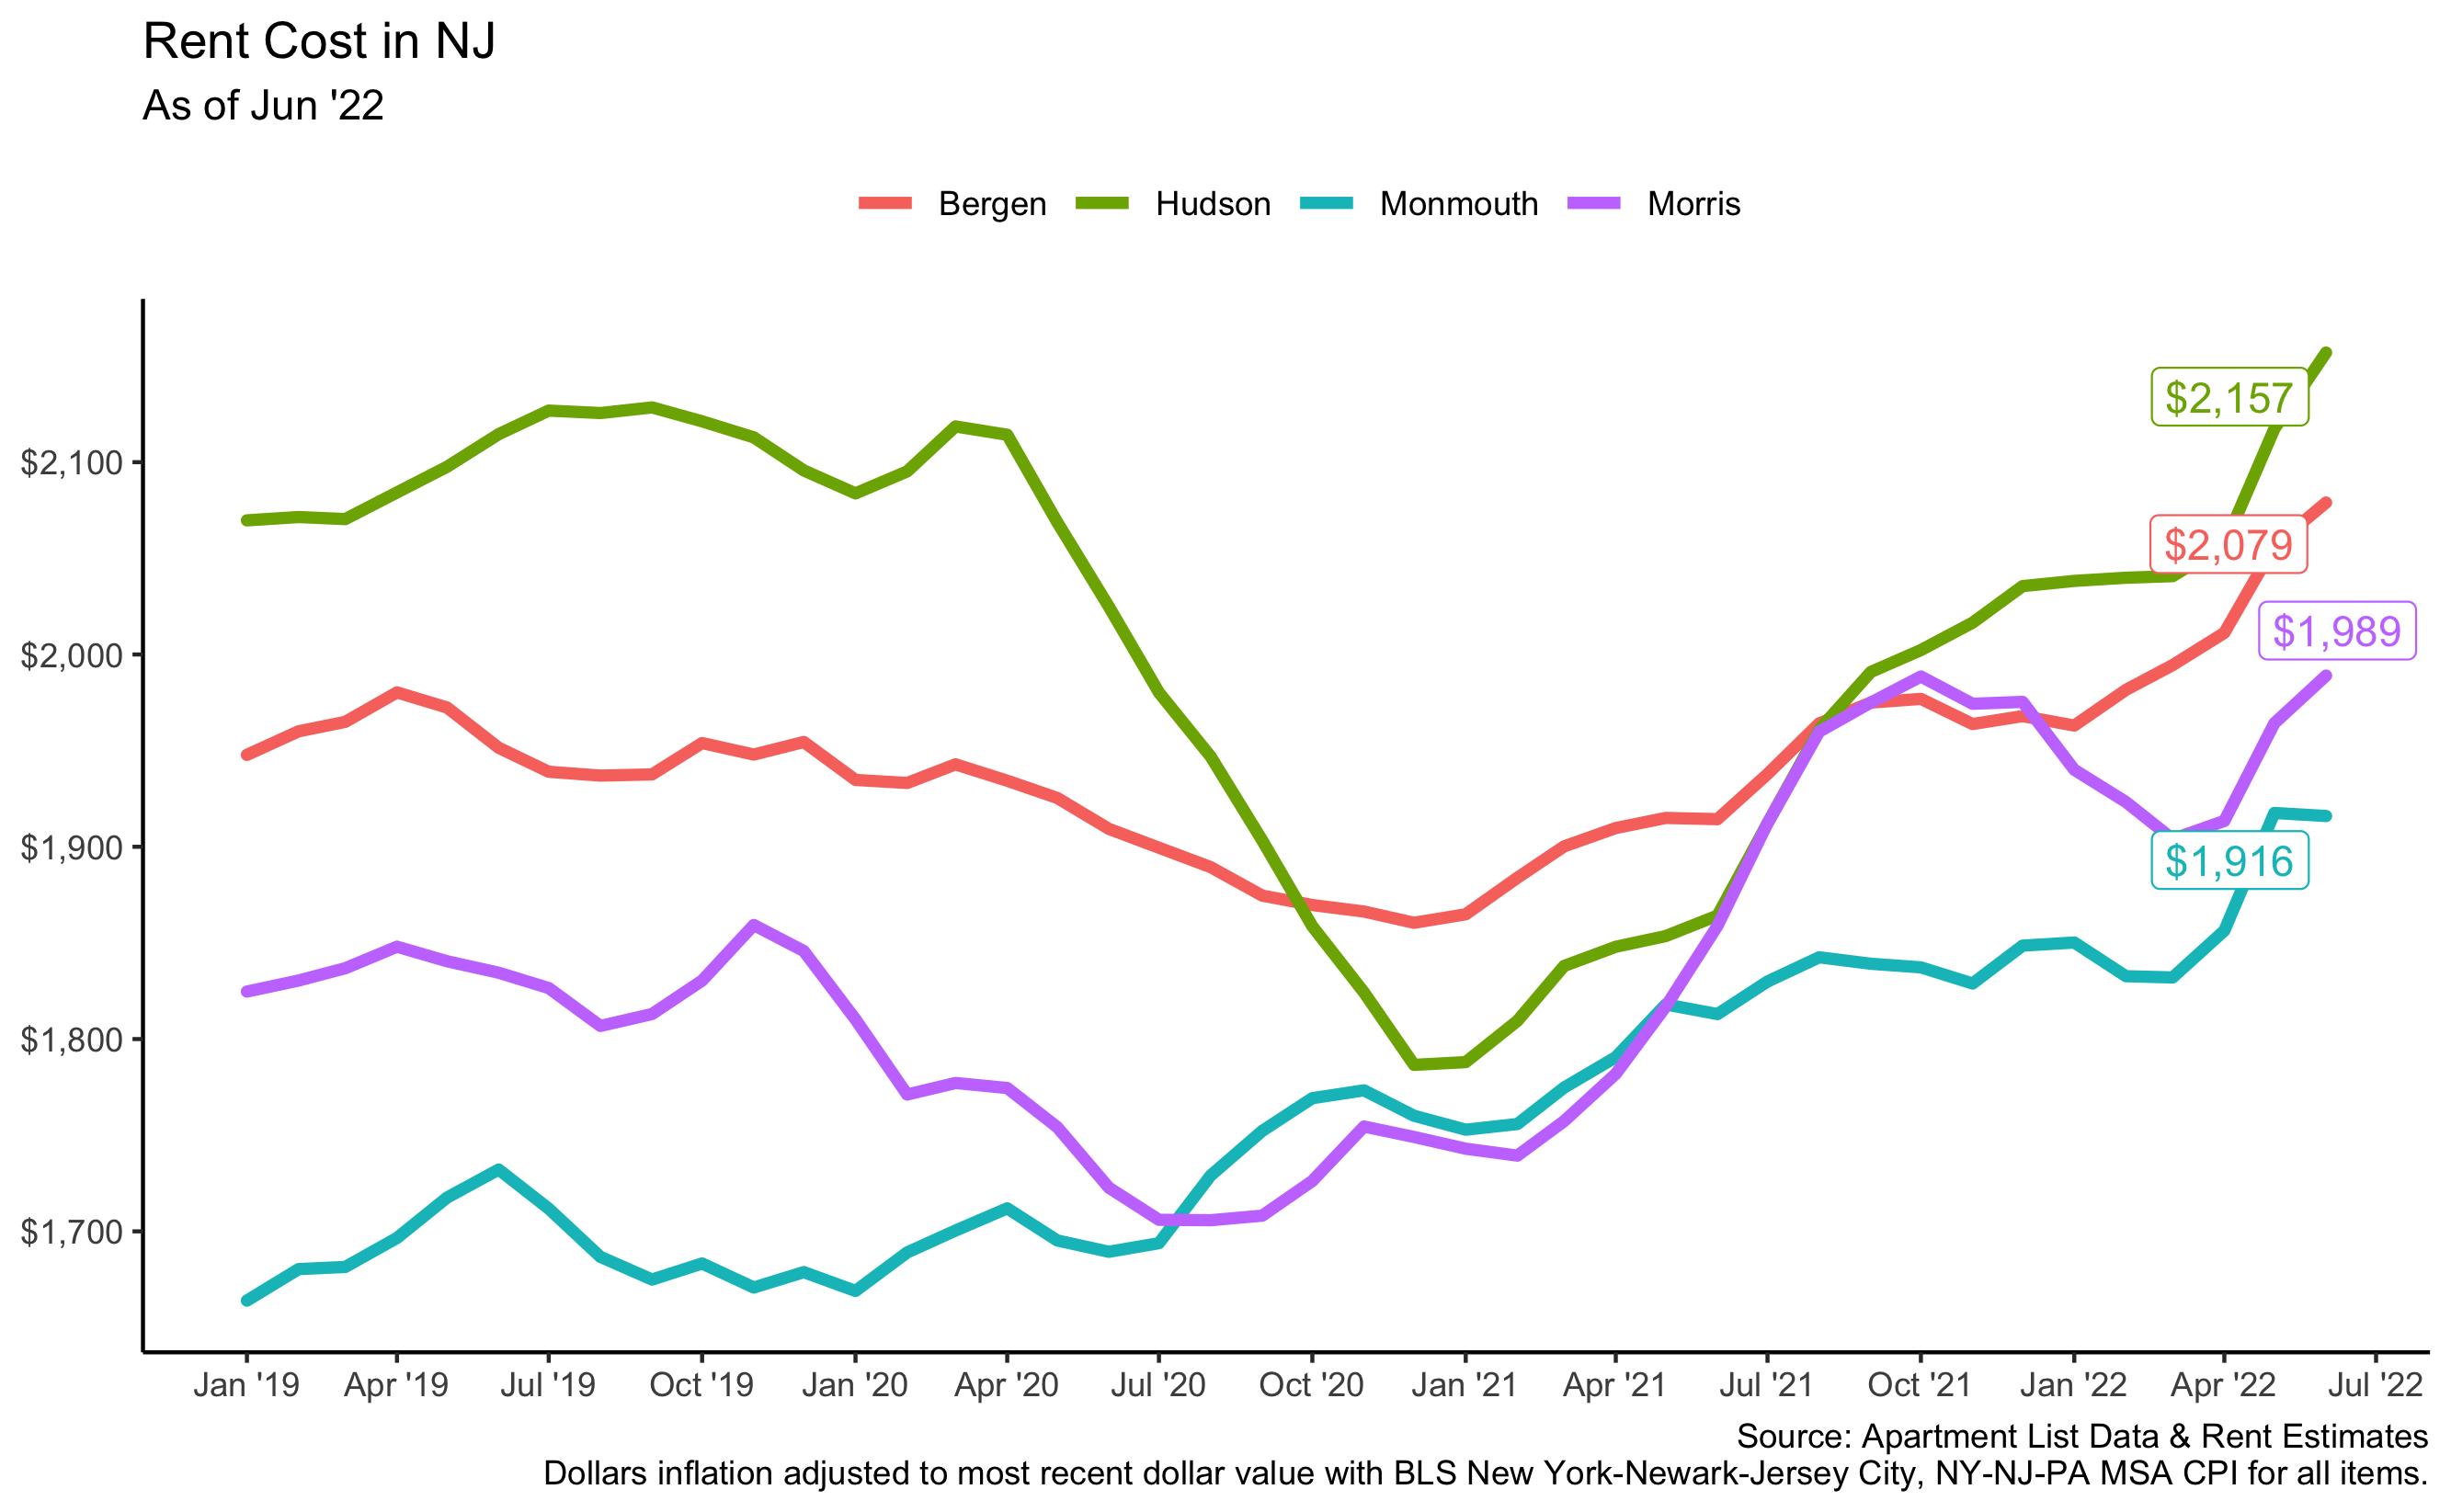 Rent Cost in NJ
As of Jun '22
Bergen Hudson Monmouth Morris
$2,157
$2,100
$2,079
$1,989
$2,000
$1,900
$1,916
$1,800
$1,700
Jan '19 Apr '19 Jul '19 Oct '19 Jan '20 Apr '20 Jul '20 Oct '20 Jan '21 Apr '21 Jul '21 Oct '21 Jan '22 Apr '22 Jul '22
Source: Apartment List Data & Rent Estimates
Dollars inflation adjusted to most recent dollar value with BLS New York-Newark-Jersey City, NY-NJ-PA MSA CPI for all items.